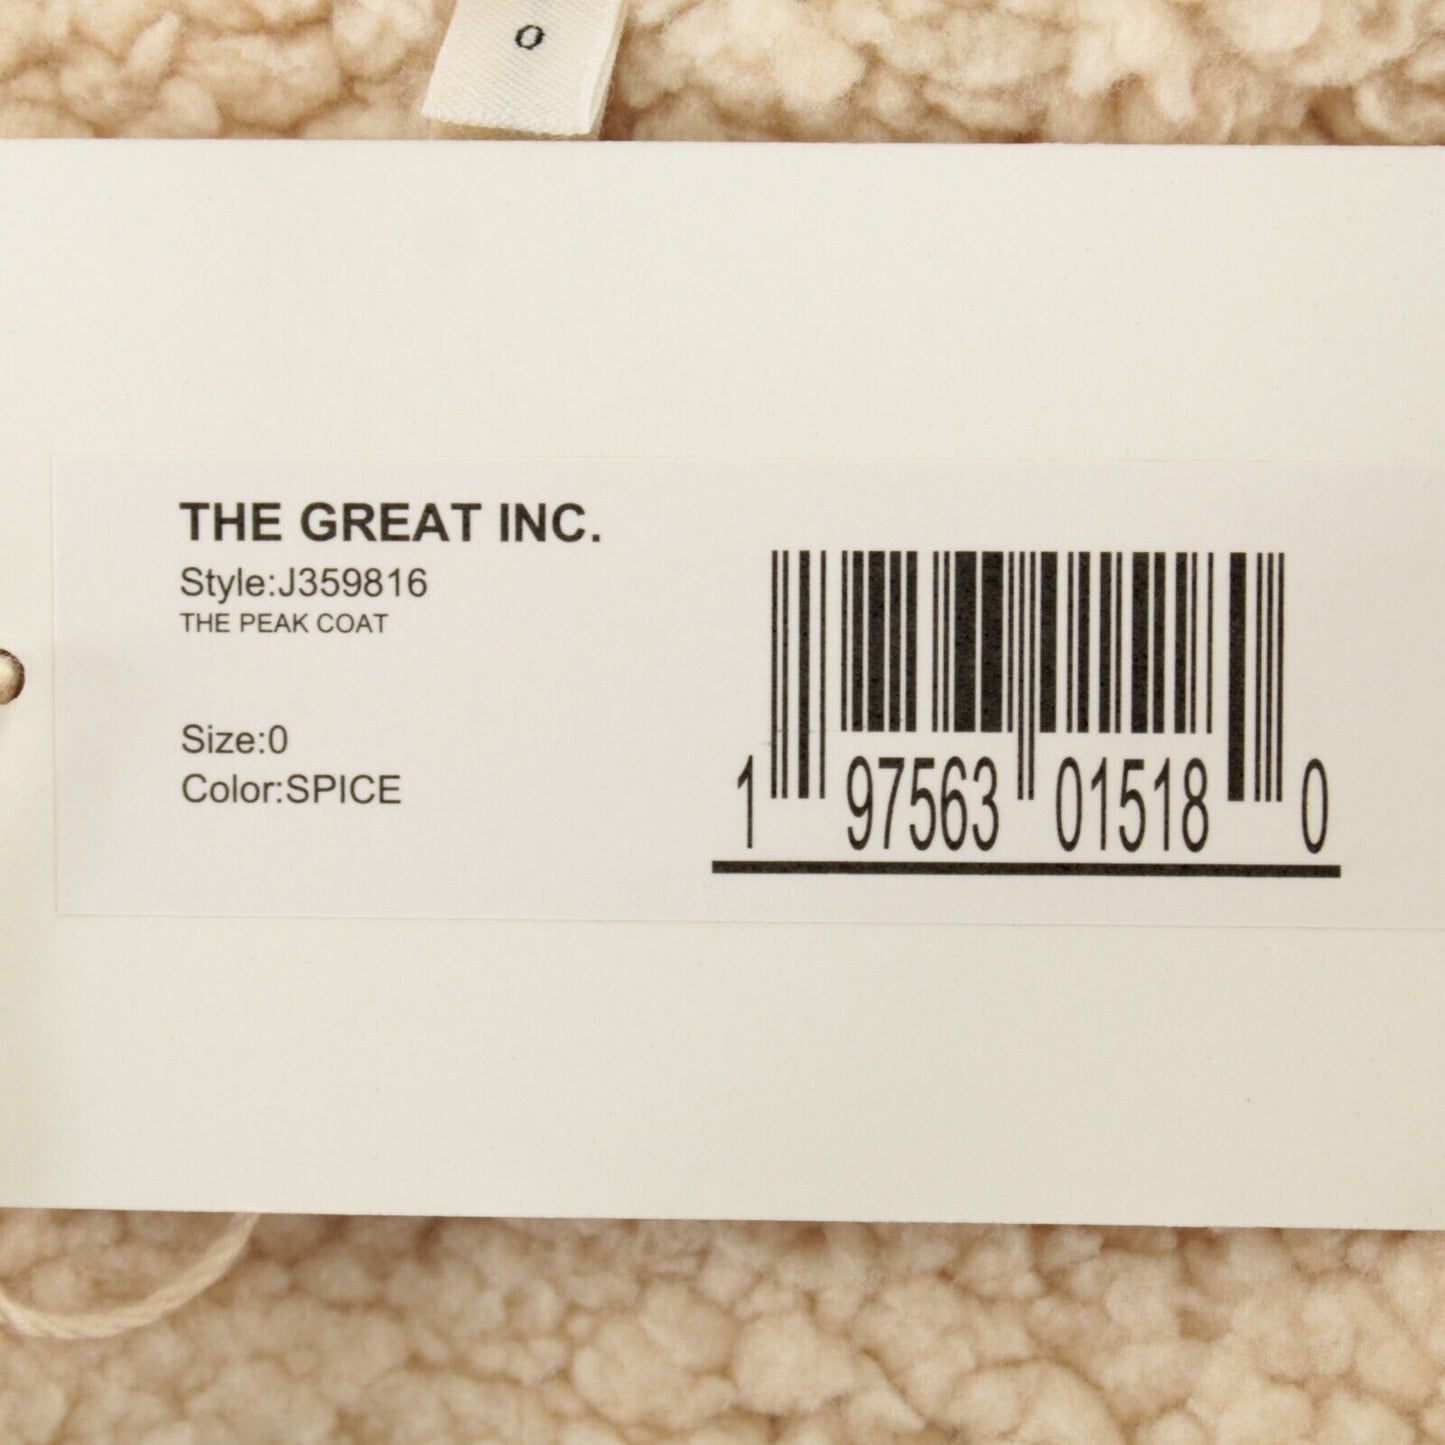 0
THE GREAT INC.
Style:J359816
THE PEAK COAT
Size:0
Color:SPICE
1 97563 01518 0